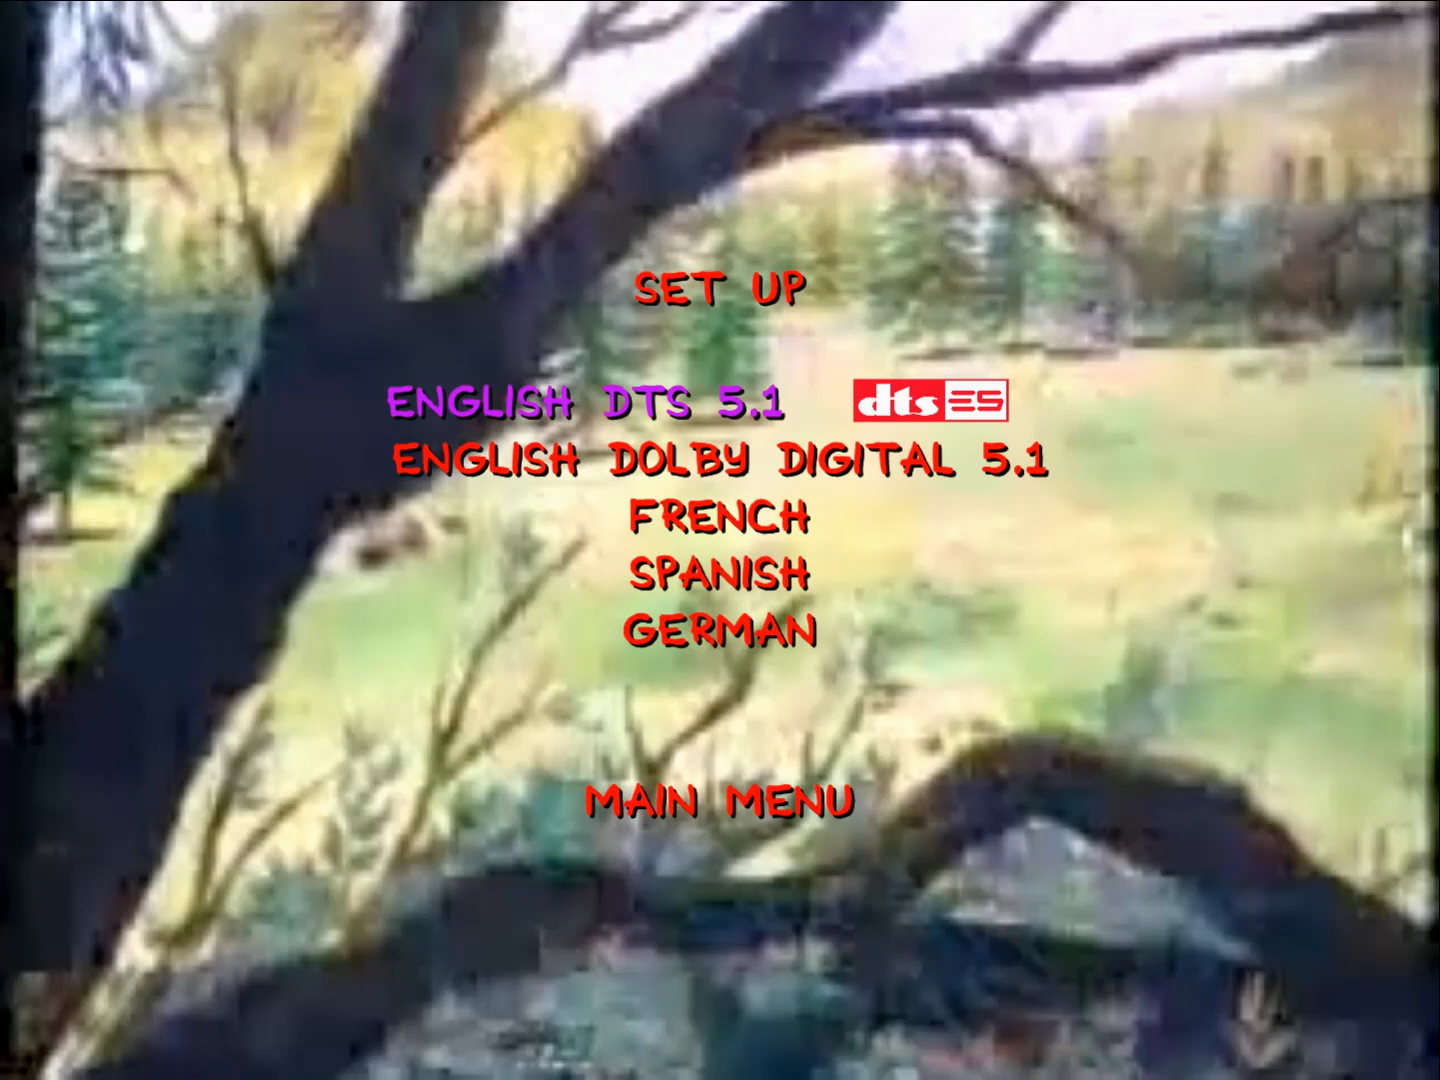 SET UP
ENGLISH DTS 5.1 dts ES
ENGLISH DOLBY DIGITAL 5.1
FRENCH
SPANISH
GERMAN
MAIN MENU